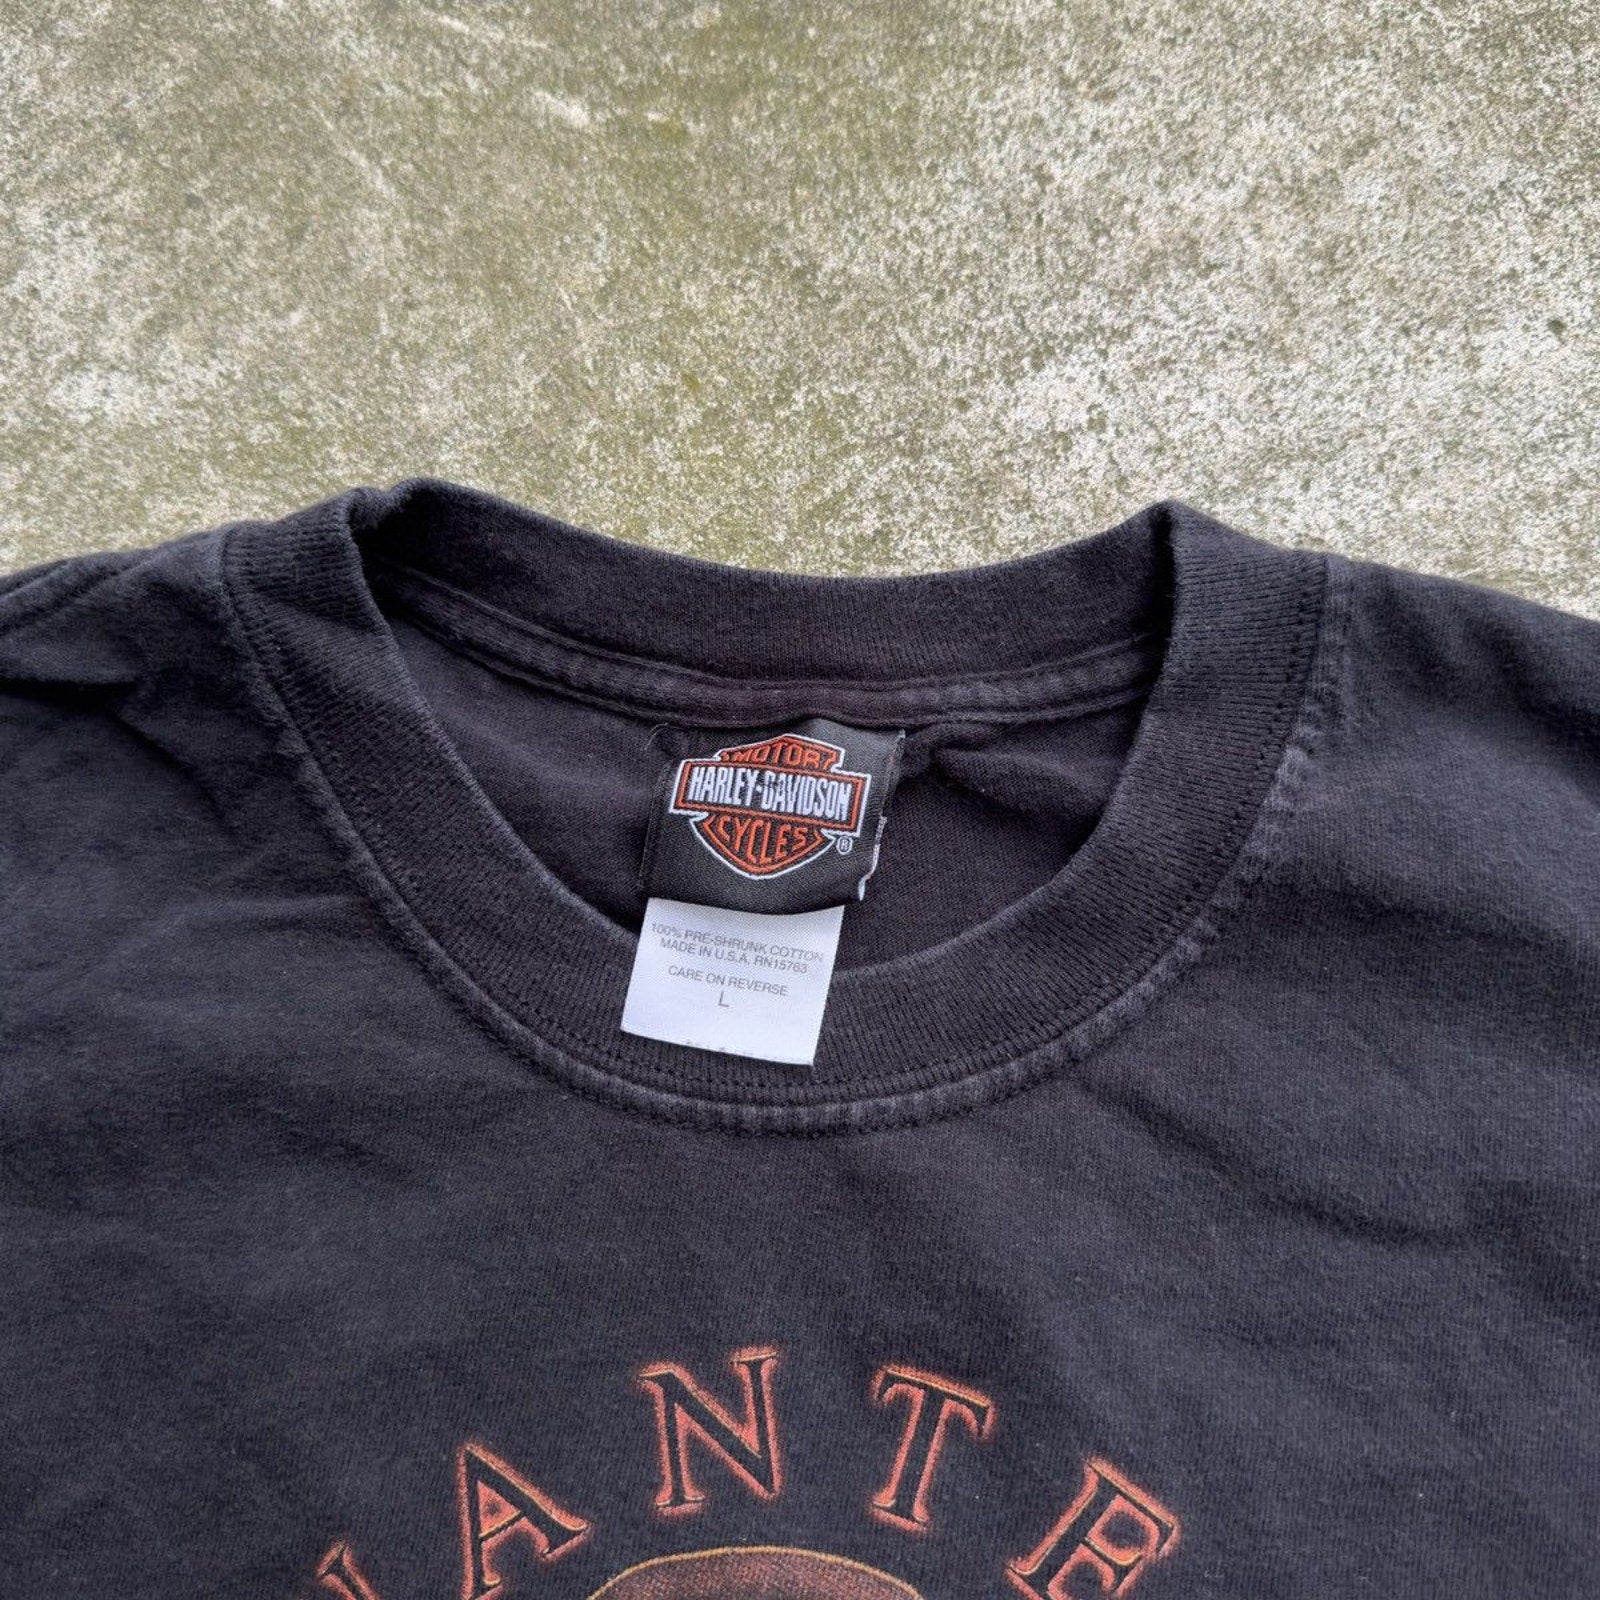 MOTOR
HARLEY-DAVIDSON
CYCLES
®
100% PRE-SHRUNK COTTON
MADE IN U.S.A. RN15763
CARE ON REVERSE
L
ANTE